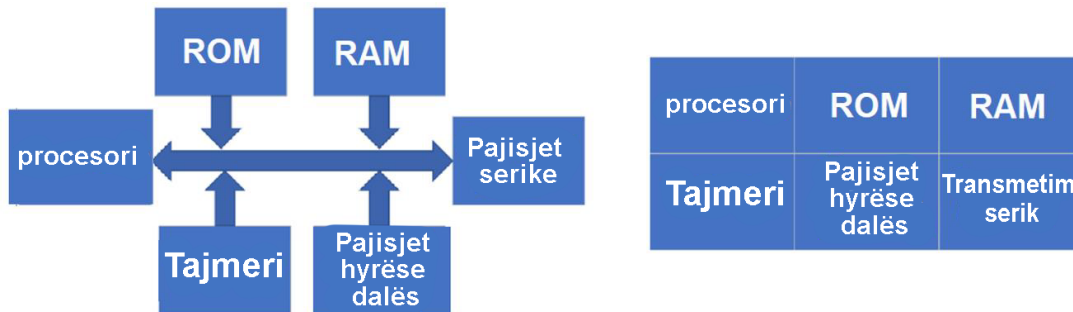 ROM
RAM
procesori
Pajisjet
serike
Tajmeri
Pajisjet
hyrëse
dalës
procesori
ROM
RAM
Tajmeri
Pajisjet
hyrëse
dalës
Transmetim
serik